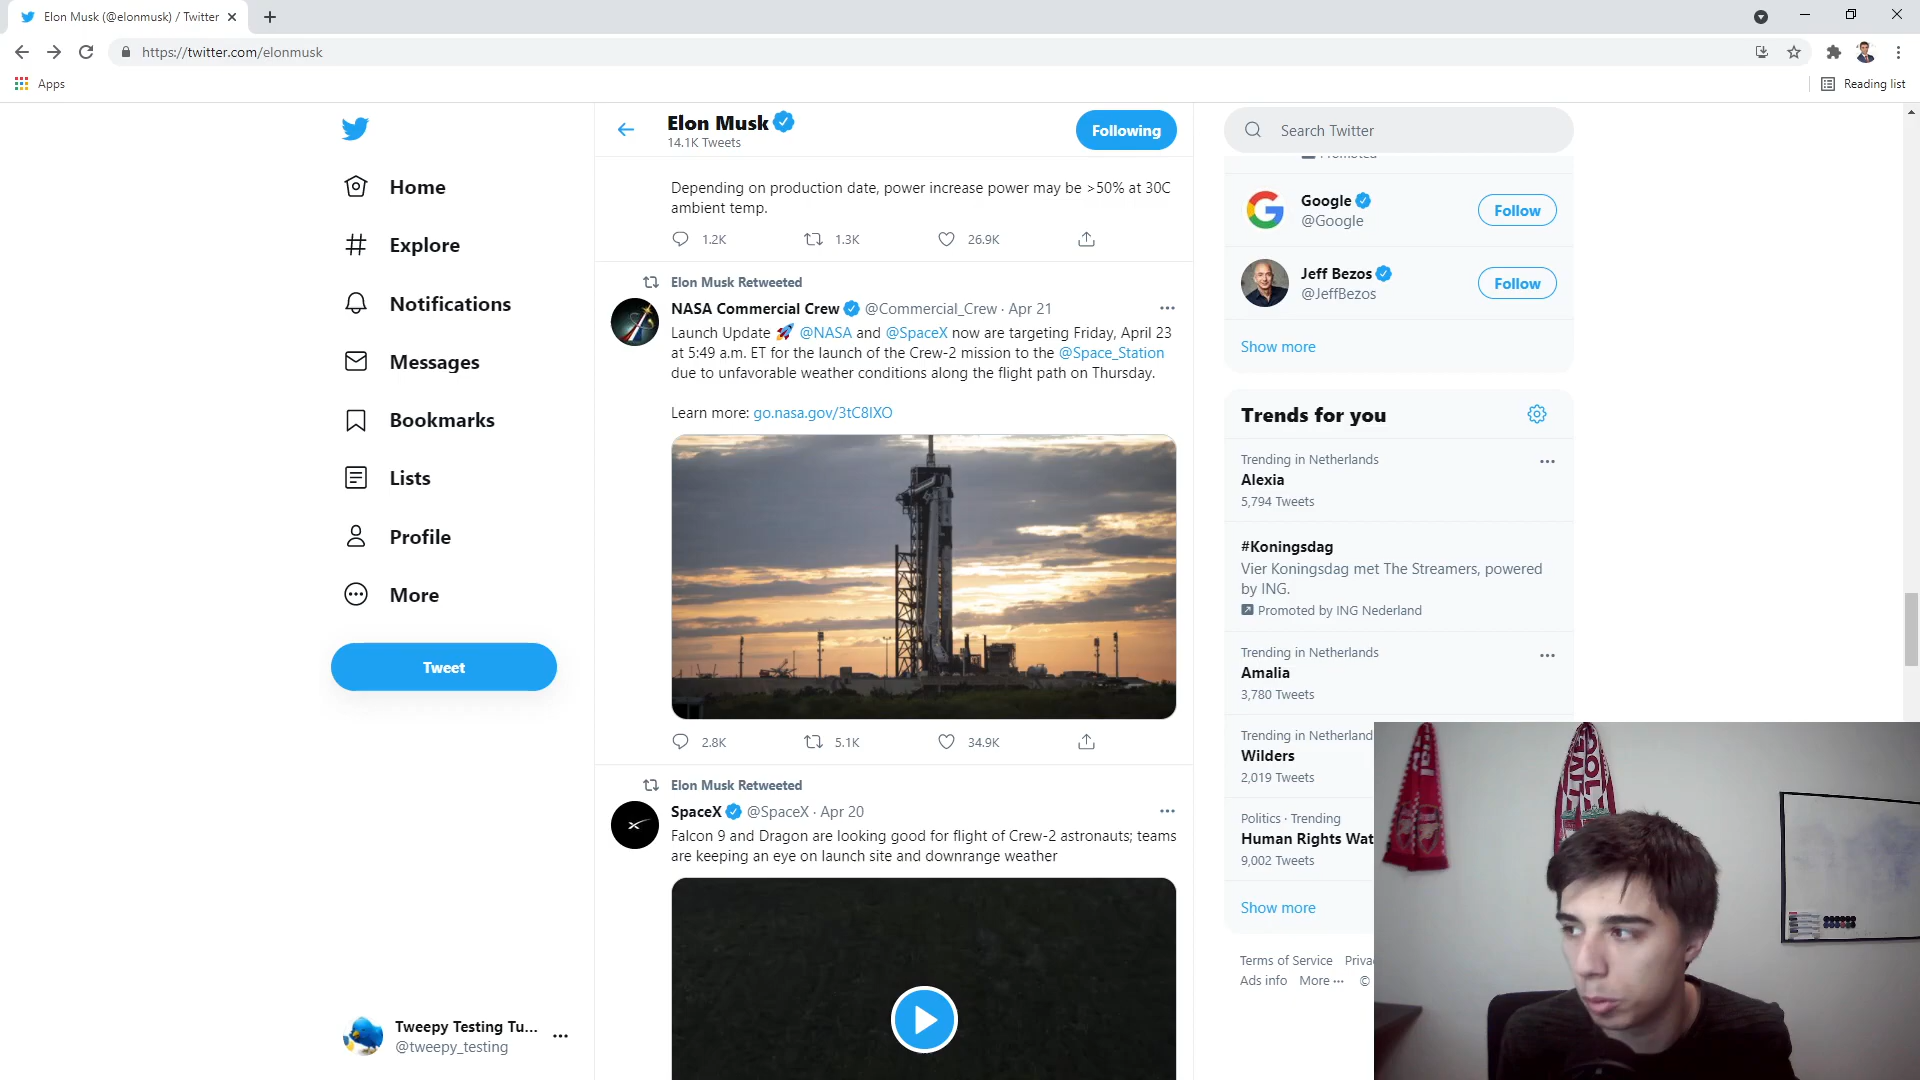 Elon Musk (@elonmusk) / Twitter
https://twitter.com/elonmusk
Apps
Reading list
Home
Explore
Notifications
Messages
Bookmarks
Lists
Profile
More
Tweet
Tweepy Testing Tu...
@tweepy_testing
Elon Musk
14.1K Tweets
Following
Depending on production date, power increase power may be >50% at 30C
ambient temp.
1.2K 1.3K 26.9K
Elon Musk Retweeted
NASA Commercial Crew @Commercial_Crew · Apr 21
Launch Update 🚀 @NASA and @SpaceX now are targeting Friday, April 23
at 5:49 a.m. ET for the launch of the Crew-2 mission to the @Space_Station
due to unfavorable weather conditions along the flight path on Thursday.
Learn more: go.nasa.gov/3tC8IXO
2.8K 5.1K 34.9K
Elon Musk Retweeted
SpaceX @SpaceX · Apr 20
Falcon 9 and Dragon are looking good for flight of Crew-2 astronauts; teams
are keeping an eye on launch site and downrange weather
Search Twitter
Promoted
Google
@Google
Follow
Jeff Bezos
@JeffBezos
Follow
Show more
Trends for you
Trending in Netherlands
Alexia
5,794 Tweets
#Koningsdag
Vier Koningsdag met The Streamers, powered
by ING.
Promoted by ING Nederland
Trending in Netherlands
Amalia
3,780 Tweets
Trending in Netherland
Wilders
2,019 Tweets
Politics · Trending
Human Rights Wat
9,002 Tweets
Show more
Terms of Service Priva
Ads info More ··· ©